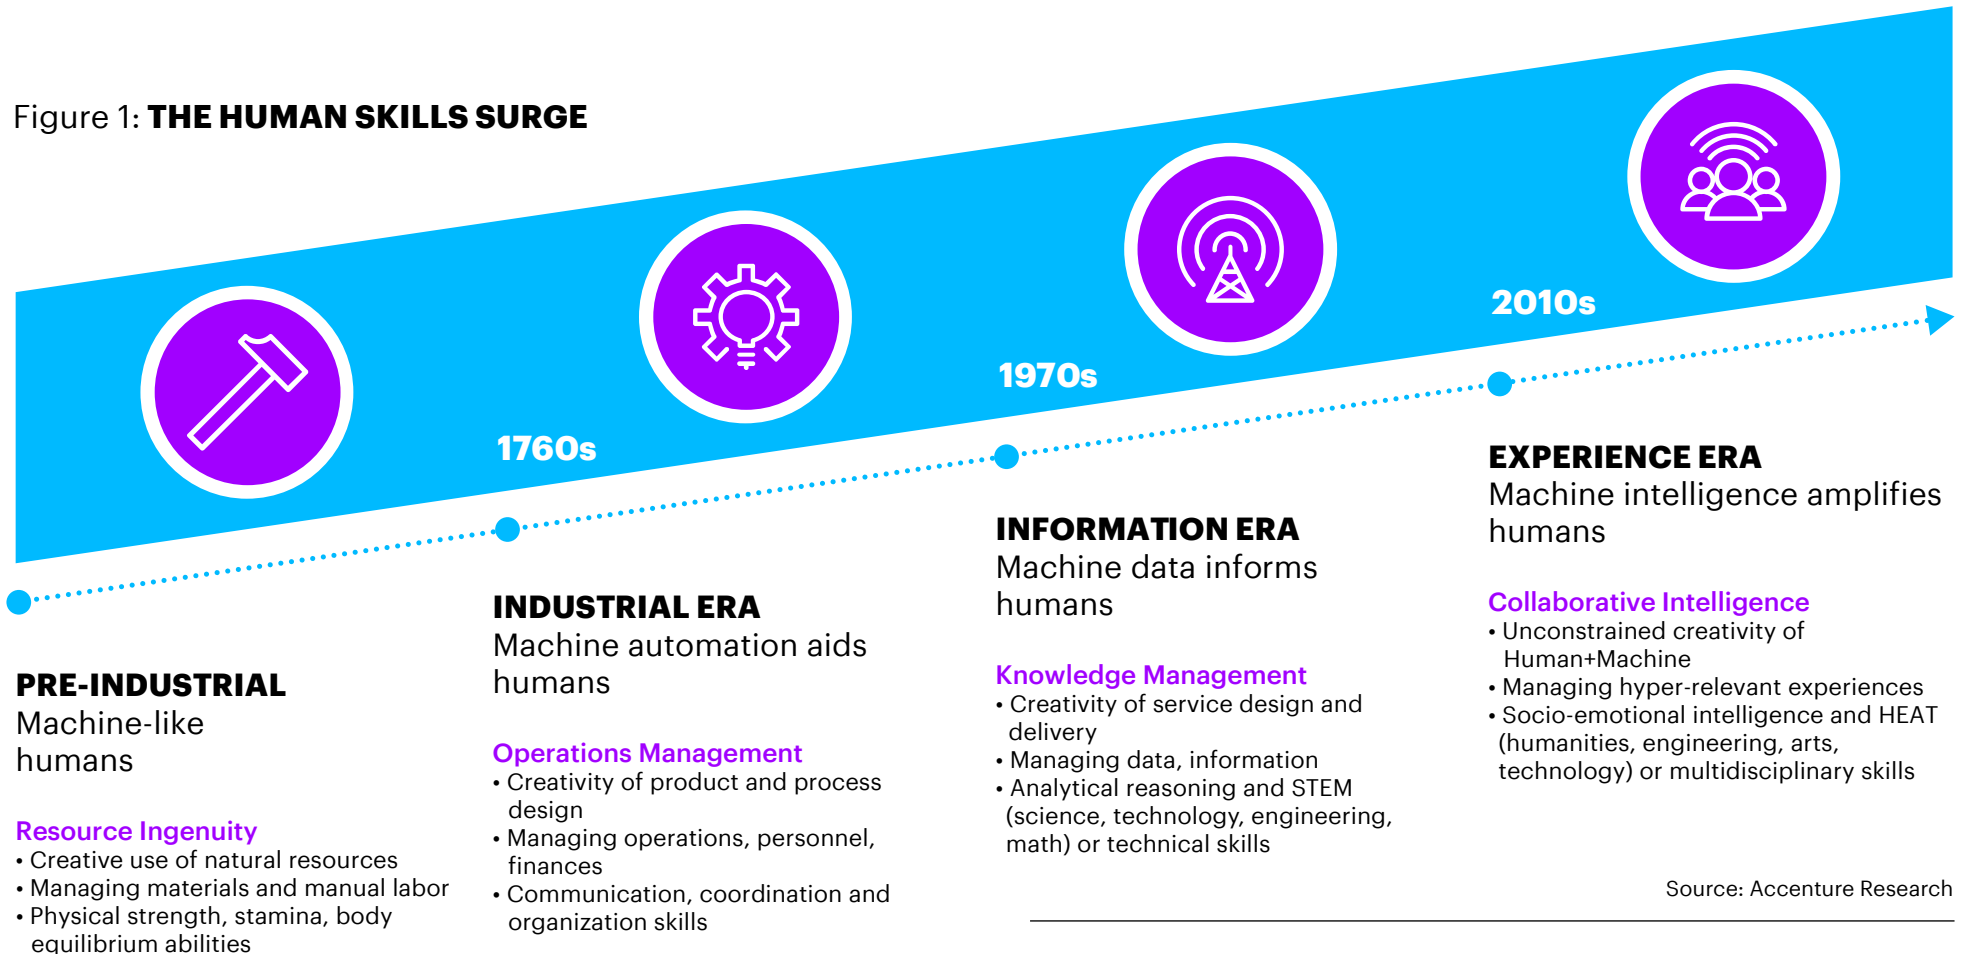 Figure 1: THE HUMAN SKILLS SURGE
1760s
1970s
2010s
PRE-INDUSTRIAL
Machine-like
humans
Resource Ingenuity
• Creative use of natural resources
• Managing materials and manual labor
• Physical strength, stamina, body
equilibrium abilities
INDUSTRIAL ERA
Machine automation aids
humans
Operations Management
• Creativity of product and process
design
• Managing operations, personnel,
finances
• Communication, coordination and
organization skills
INFORMATION ERA
Machine data informs
humans
Knowledge Management
• Creativity of service design and
delivery
• Managing data, information
• Analytical reasoning and STEM
(science, technology, engineering,
math) or technical skills
EXPERIENCE ERA
Machine intelligence amplifies
humans
Collaborative Intelligence
• Unconstrained creativity of
Human+Machine
• Managing hyper-relevant experiences
• Socio-emotional intelligence and HEAT
(humanities, engineering, arts,
technology) or multidisciplinary skills
Source: Accenture Research